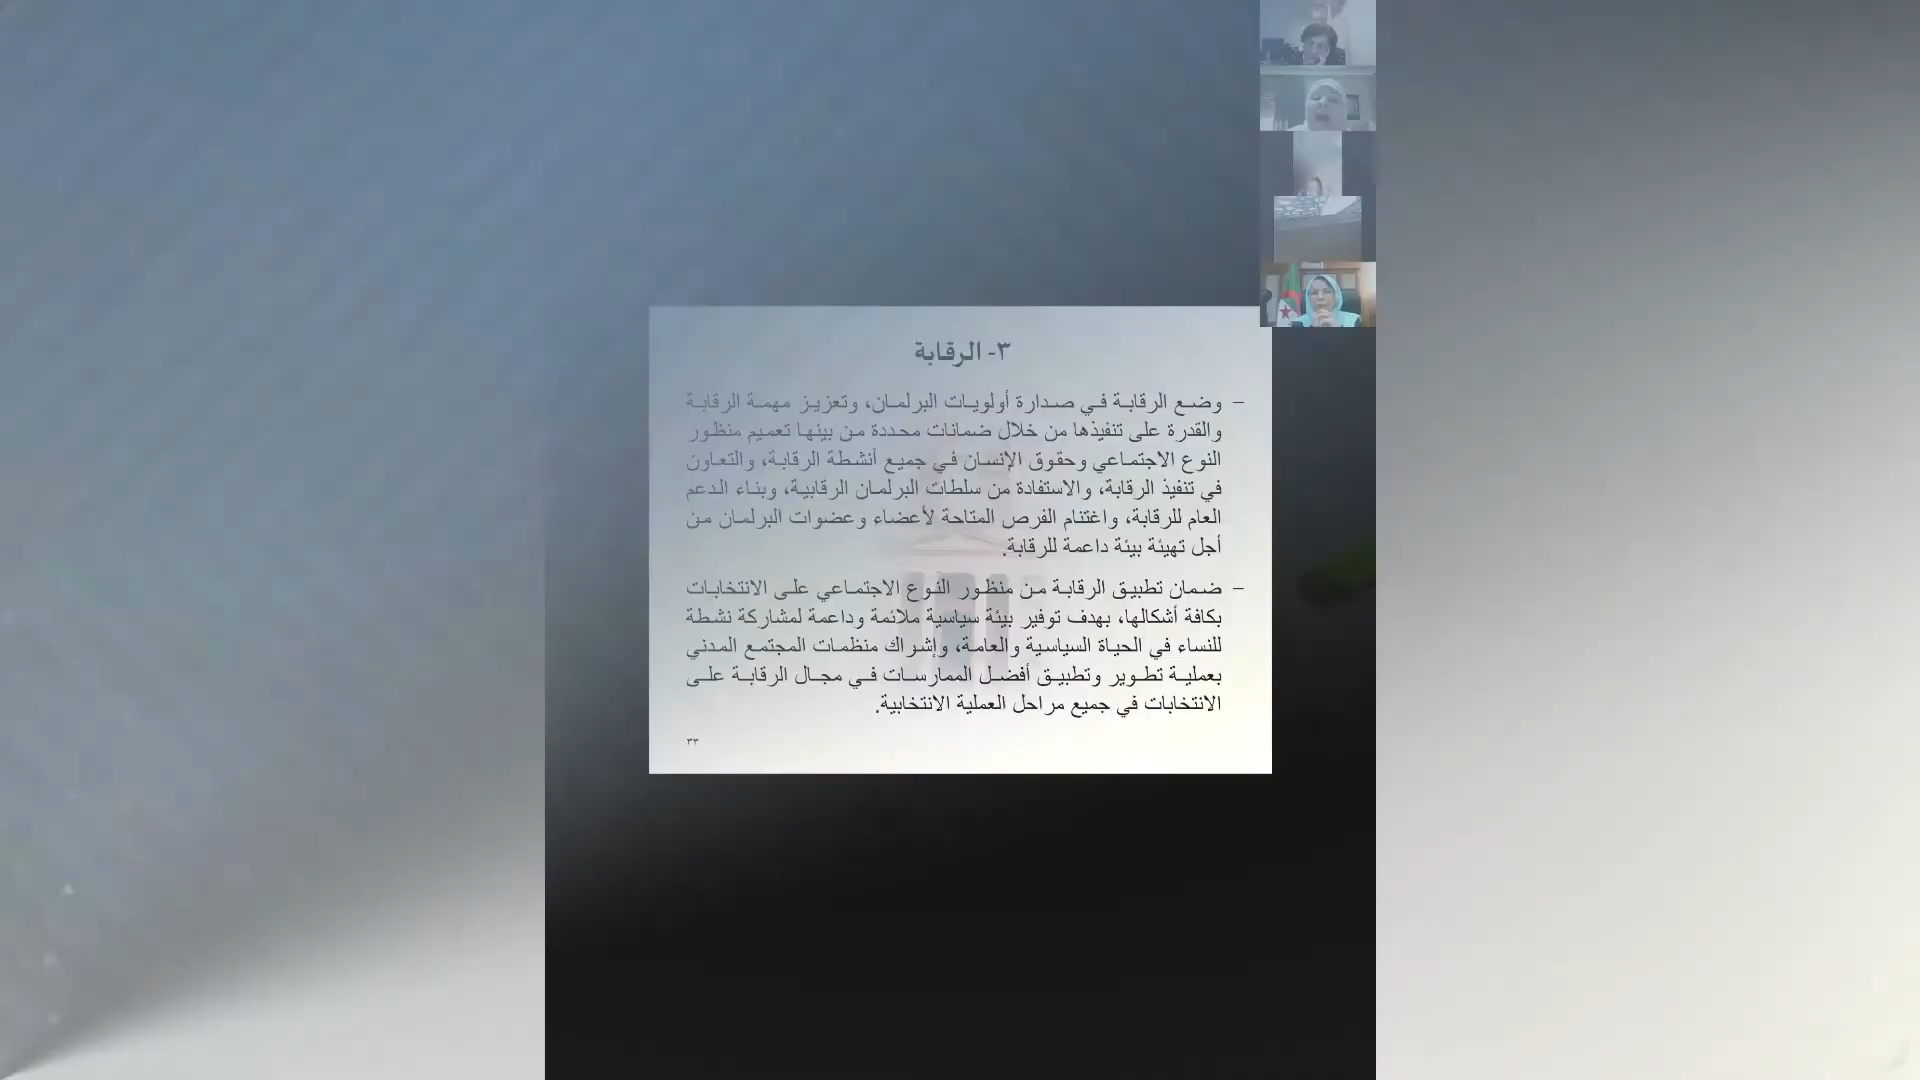 ٣- الرقابة
– وضع الرقابة في صدارة أولويات البرلمان، وتعزيز مهمة الرقابة
والقدرة على تنفيذها من خلال ضمانات محددة من بينها تعميم منظور
النوع الاجتماعي وحقوق الإنسان في جميع أنشطة الرقابة، والتعاون
في تنفيذ الرقابة، والاستفادة من سلطات البرلمان الرقابية، وبناء الدعم
العام للرقابة، واغتنام الفرص المتاحة لأعضاء وعضوات البرلمان من
أجل تهيئة بيئة داعمة للرقابة.
– ضمان تطبيق الرقابة من منظور النوع الاجتماعي على الانتخابات
بكافة أشكالها، بهدف توفير بيئة سياسية ملائمة وداعمة لمشاركة نشطة
للنساء في الحياة السياسية والعامة، وإشراك منظمات المجتمع المدني
بعملية تطوير وتطبيق أفضل الممارسات في مجال الرقابة على
الانتخابات في جميع مراحل العملية الانتخابية.
٣٣